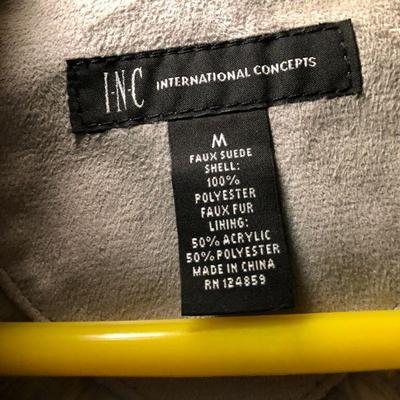 I·N·C INTERNATIONAL CONCEPTS
M
FAUX SUEDE
SHELL:
100%
POLYESTER
FAUX FUR
LINING:
50% ACRYLIC
50% POLYESTER
MADE IN CHINA
RN 124859